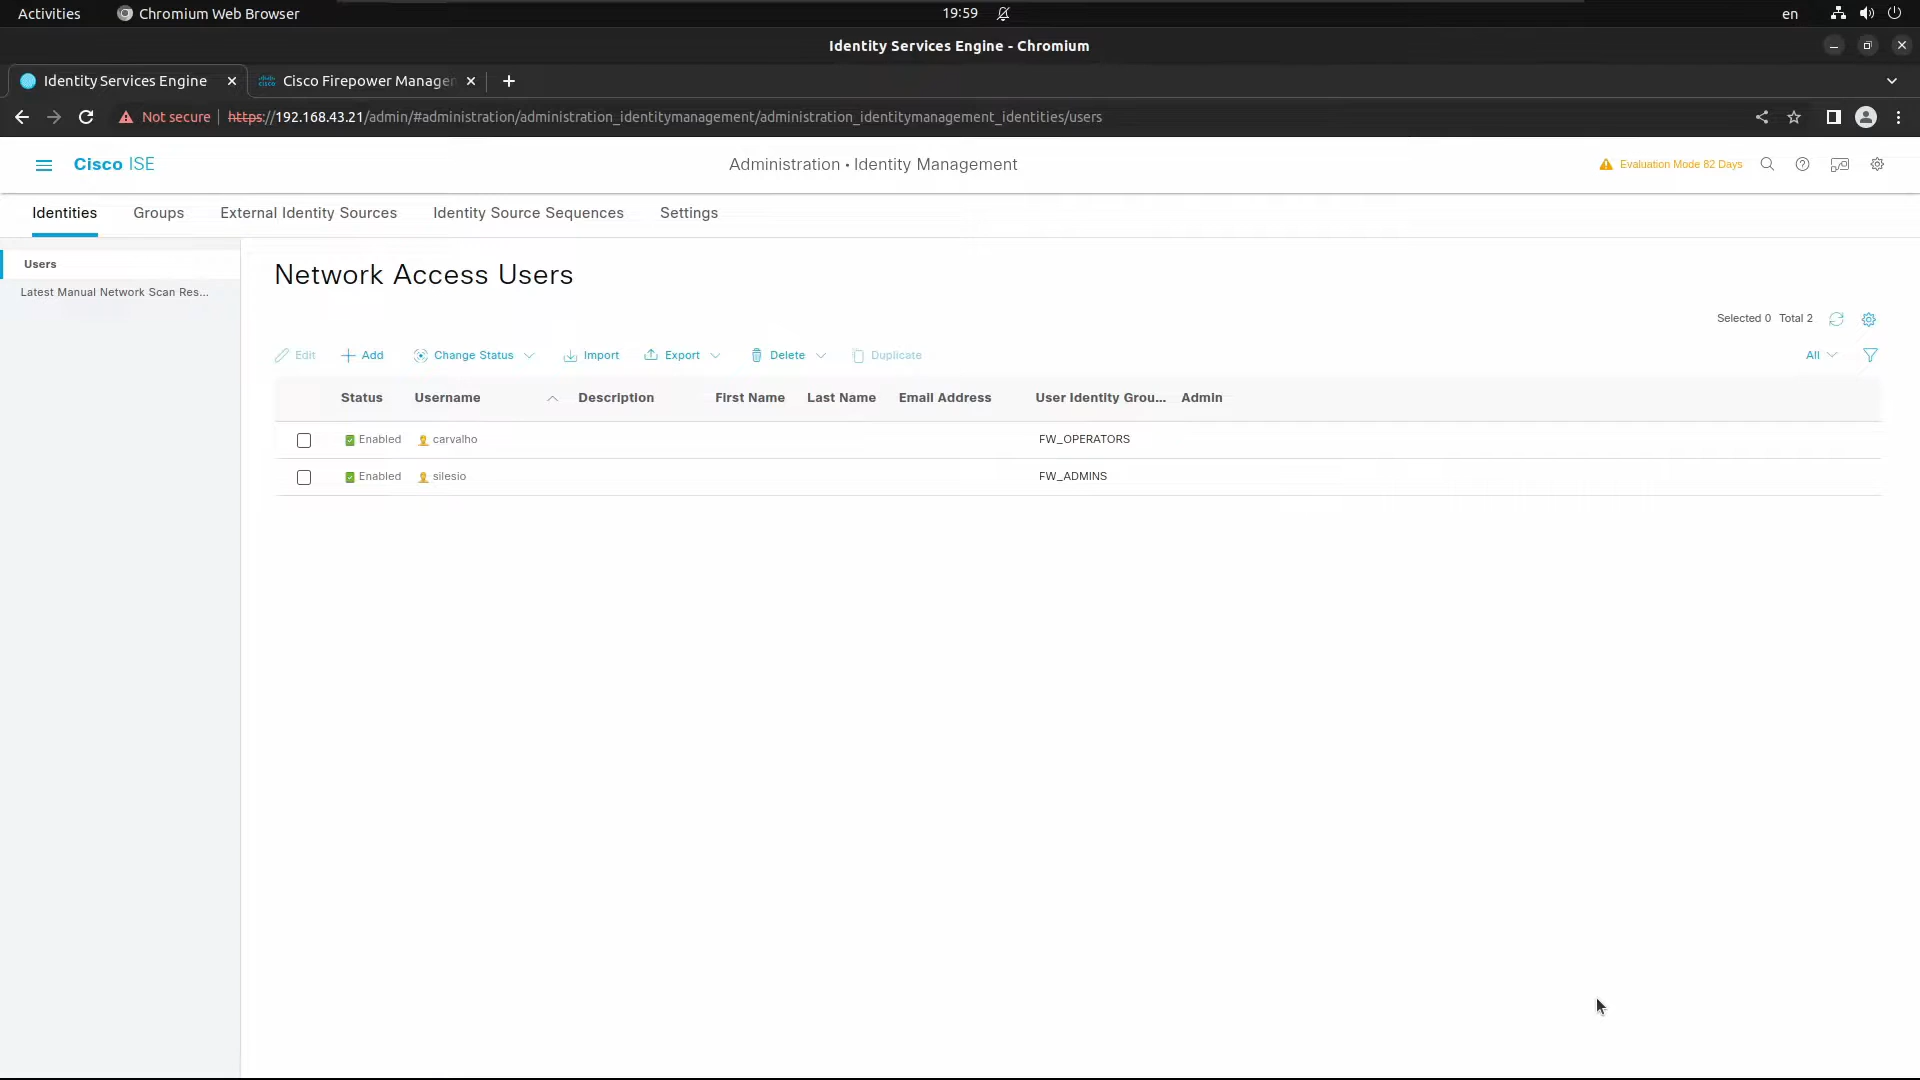 Activities Chromium Web Browser 19:59 en
Identity Services Engine - Chromium
Identity Services Engine Cisco Firepower Manager
Not secure https://192.168.43.21/admin/#administration/administration_identitymanagement/administration_identitymanagement_identities/users
Cisco ISE Administration • Identity Management Evaluation Mode 82 Days
Identities Groups External Identity Sources Identity Source Sequences Settings
Users
Latest Manual Network Scan Res...
Network Access Users
Selected 0 Total 2
Edit Add Change Status Import Export Delete Duplicate All
Status Username Description First Name Last Name Email Address User Identity Grou... Admin
Enabled carvalho FW_OPERATORS
Enabled silesio FW_ADMINS